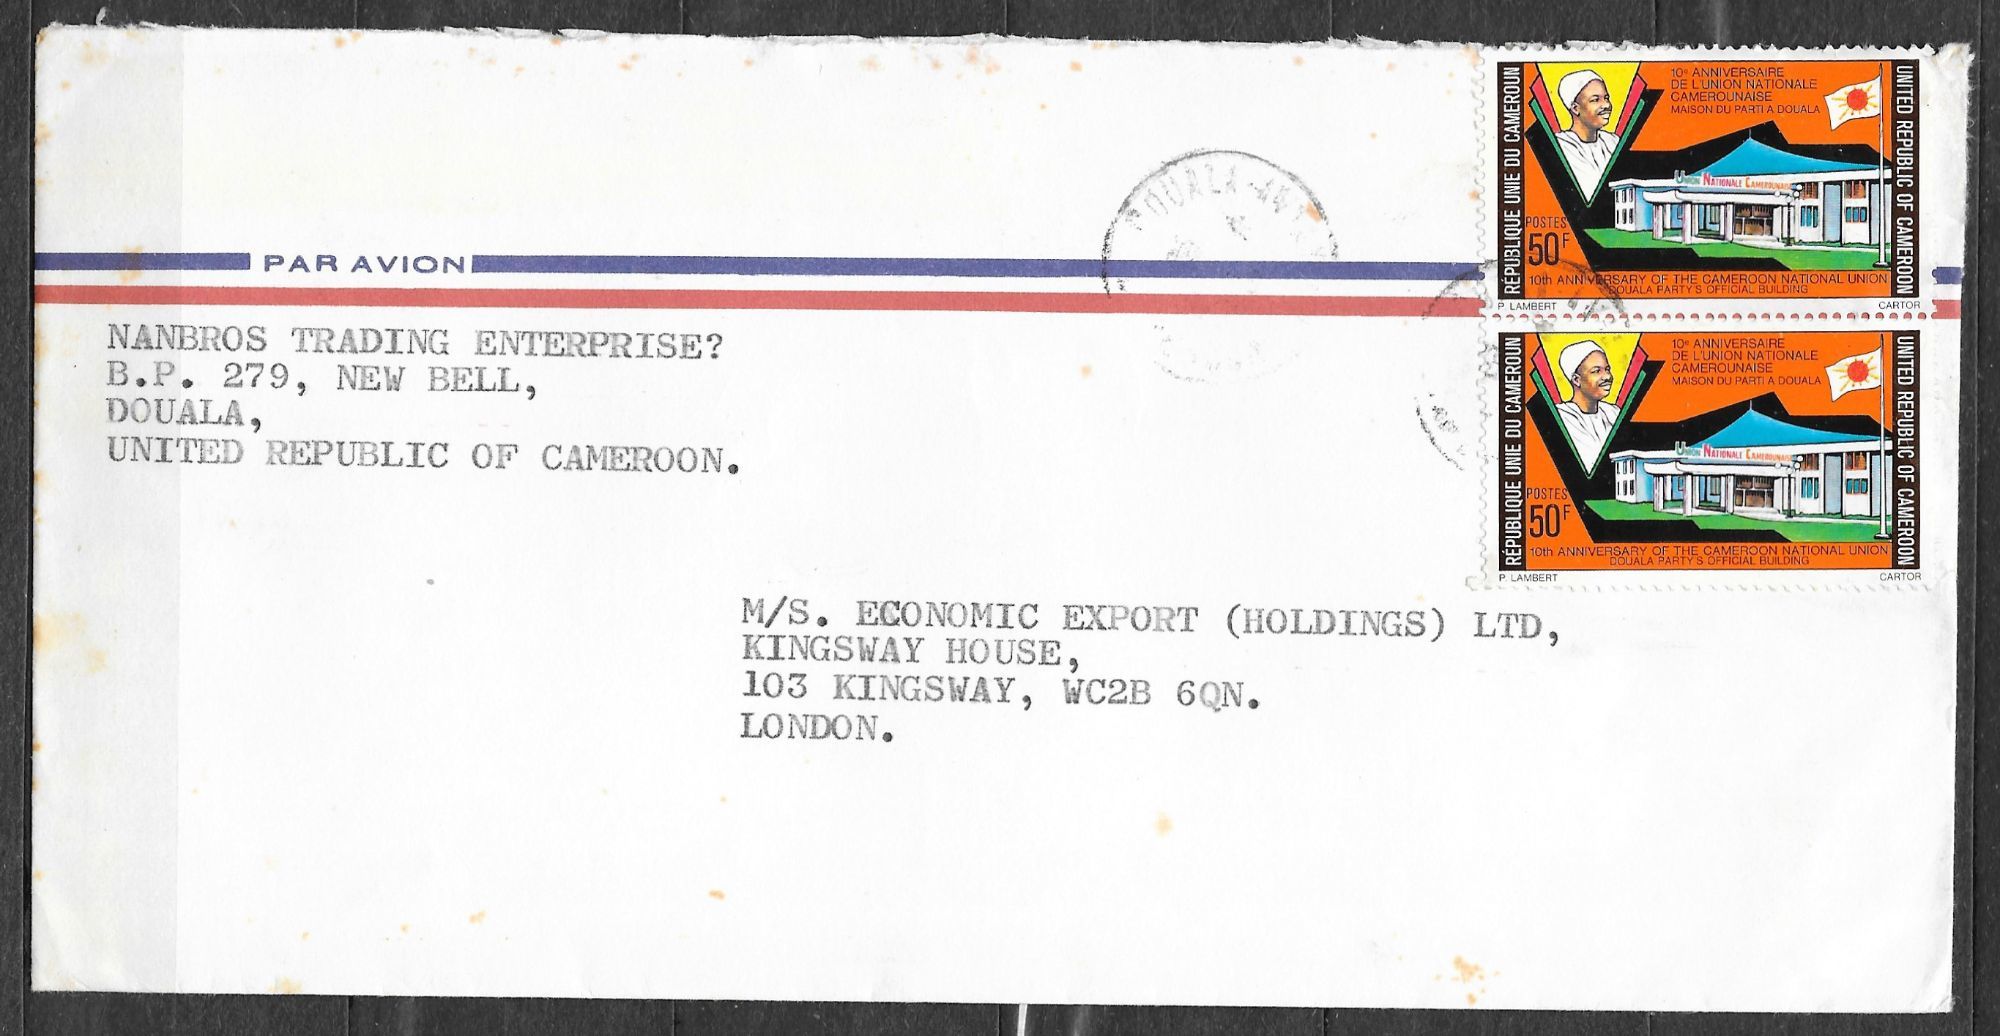 PAR AVION
NANBROS TRADING ENTERPRISE?
B.P. 279, NEW BELL,
DOUALA,
UNITED REPUBLIC OF CAMEROON.
M/S. ECONOMIC EXPORT (HOLDINGS) LTD,
KINGSWAY HOUSE,
103 KINGSWAY, WC2B 6QN.
LONDON.
DOUALA
RÉPUBLIQUE UNIE DU CAMEROUN
10e ANNIVERSAIRE
DE L'UNION NATIONALE
CAMEROUNAISE
MAISON DU PARTI A DOUALA
UNION NATIONALE CAMEROUNAISE
POSTES
50F
10th ANNIVERSARY OF THE CAMEROON NATIONAL UNION
DOUALA PARTY'S OFFICIAL BUILDING
UNITED REPUBLIC OF CAMEROON
P. LAMBERT CARTOR
RÉPUBLIQUE UNIE DU CAMEROUN
10e ANNIVERSAIRE
DE L'UNION NATIONALE
CAMEROUNAISE
MAISON DU PARTI A DOUALA
UNION NATIONALE CAMEROUNAISE
POSTES
50F
10th ANNIVERSARY OF THE CAMEROON NATIONAL UNION
DOUALA PARTY'S OFFICIAL BUILDING
UNITED REPUBLIC OF CAMEROON
P. LAMBERT CARTOR